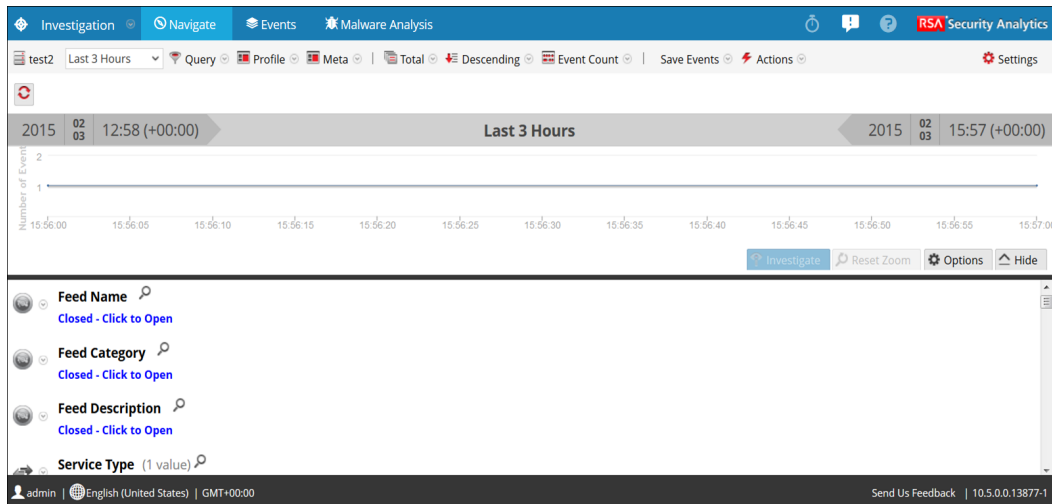 Investigation Navigate Events Malware Analysis RSA Security Analytics
test2 Last 3 Hours Query Profile Meta | Total Descending Event Count | Save Events Actions Settings
2015 02 03 12:58 (+00:00) Last 3 Hours 2015 02 03 15:57 (+00:00)
Number of Event
2
1
15:56:00 15:56:05 15:56:10 15:56:15 15:56:20 15:56:25 15:56:30 15:56:35 15:56:40 15:56:45 15:56:50 15:56:55 15:57:0
Investigate Reset Zoom Options Hide
Feed Name
Closed - Click to Open
Feed Category
Closed - Click to Open
Feed Description
Closed - Click to Open
Service Type (1 value)
admin | English (United States) | GMT+00:00 Send Us Feedback | 10.5.0.0.13877-1